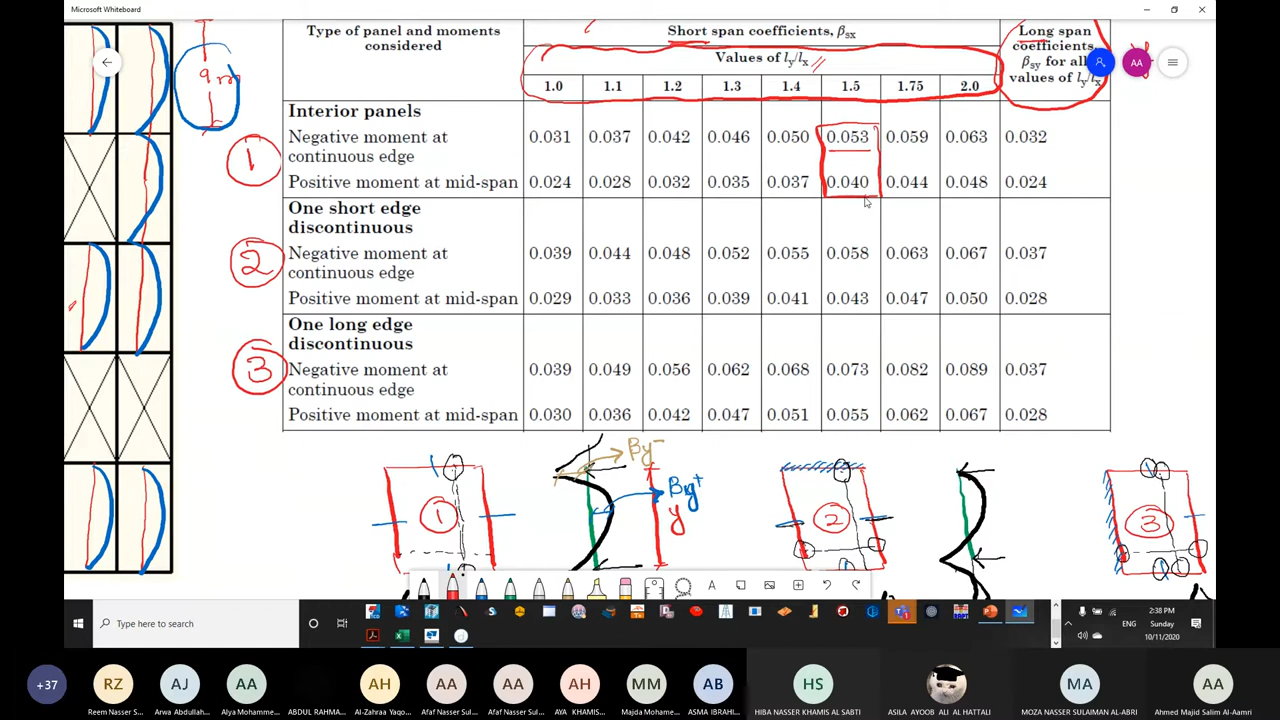 Microsoft Whiteboard
Type of panel and moments considered
Short span coefficients, βsx
Long span coefficients, βsy for all values of ly/lx
Values of ly/lx
1.0 1.1 1.2 1.3 1.4 1.5 1.75 2.0
AA
9 m
1
Interior panels
Negative moment at continuous edge 0.031 0.037 0.042 0.046 0.050 0.053 0.059 0.063 0.032
Positive moment at mid-span 0.024 0.028 0.032 0.035 0.037 0.040 0.044 0.048 0.024
2
One short edge discontinuous
Negative moment at continuous edge 0.039 0.044 0.048 0.052 0.055 0.058 0.063 0.067 0.037
Positive moment at mid-span 0.029 0.033 0.036 0.039 0.041 0.043 0.047 0.050 0.028
3
One long edge discontinuous
Negative moment at continuous edge 0.039 0.049 0.056 0.062 0.068 0.073 0.082 0.089 0.037
Positive moment at mid-span 0.030 0.036 0.042 0.047 0.051 0.055 0.062 0.067 0.028
By-
By+
y
1
2
3
A
Type here to search
ENG
2:38 PM
Sunday
10/11/2020
+37 RZ AJ AA AH AA AA AH MM AB HS MA AA
Reem Nasser S... Arwa Abdullah... Alya Mohamme... ABDUL RAHMA... Al-Zahraa Yaqo... Afaf Nasser Sul... Afaf Nasser Sul... AYA KHAMIS... Majda Mohame... ASMA IBRAHI... HIBA NASSER KHAMIS AL SABTI ASILA AYOOB ALI AL HATTALI MOZA NASSER SULAIMAN AL-ABRI Ahmed Majid Salim Al-Aamri